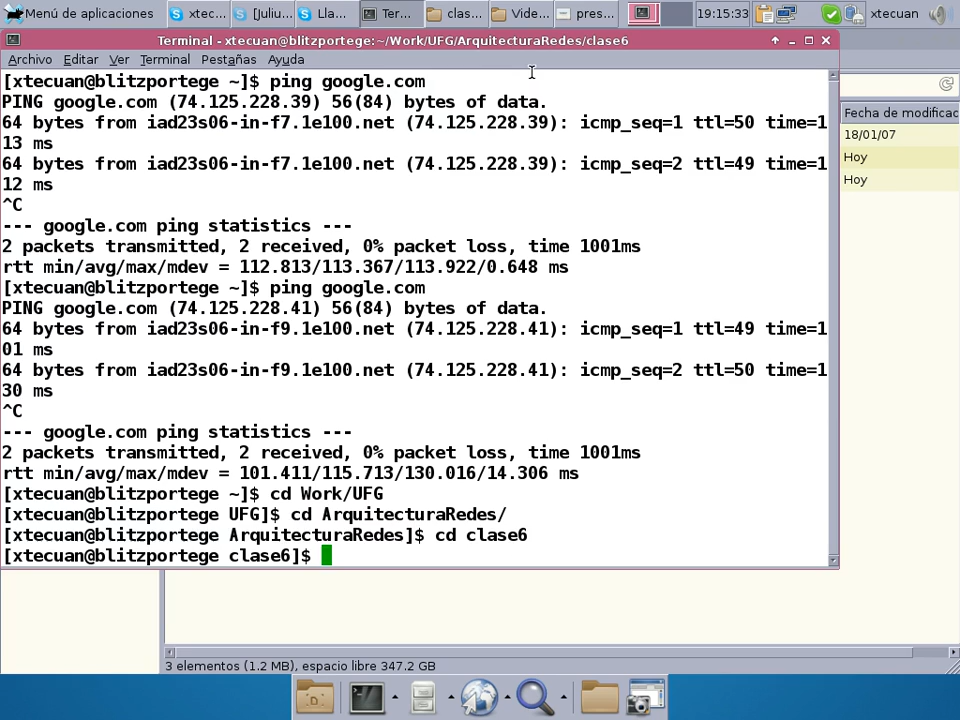 Menú de aplicaciones
xtec...
[Juliu...
Lla...
Ter...
clas...
Vide...
pres...
19:15:33
xtecuan
Terminal - xtecuan@blitzportege:~/Work/UFG/ArquitecturaRedes/clase6
Archivo Editar Ver Terminal Pestañas Ayuda
[xtecuan@blitzportege ~]$ ping google.com
PING google.com (74.125.228.39) 56(84) bytes of data.
64 bytes from iad23s06-in-f7.1e100.net (74.125.228.39): icmp_seq=1 ttl=50 time=1
13 ms
64 bytes from iad23s06-in-f7.1e100.net (74.125.228.39): icmp_seq=2 ttl=49 time=1
12 ms
^C
--- google.com ping statistics ---
2 packets transmitted, 2 received, 0% packet loss, time 1001ms
rtt min/avg/max/mdev = 112.813/113.367/113.922/0.648 ms
[xtecuan@blitzportege ~]$ ping google.com
PING google.com (74.125.228.41) 56(84) bytes of data.
64 bytes from iad23s06-in-f9.1e100.net (74.125.228.41): icmp_seq=1 ttl=49 time=1
01 ms
64 bytes from iad23s06-in-f9.1e100.net (74.125.228.41): icmp_seq=2 ttl=50 time=1
30 ms
^C
--- google.com ping statistics ---
2 packets transmitted, 2 received, 0% packet loss, time 1001ms
rtt min/avg/max/mdev = 101.411/115.713/130.016/14.306 ms
[xtecuan@blitzportege ~]$ cd Work/UFG
[xtecuan@blitzportege UFG]$ cd ArquitecturaRedes/
[xtecuan@blitzportege ArquitecturaRedes]$ cd clase6
[xtecuan@blitzportege clase6]$
Fecha de modificac
18/01/07
Hoy
Hoy
3 elementos (1.2 MB), espacio libre 347.2 GB